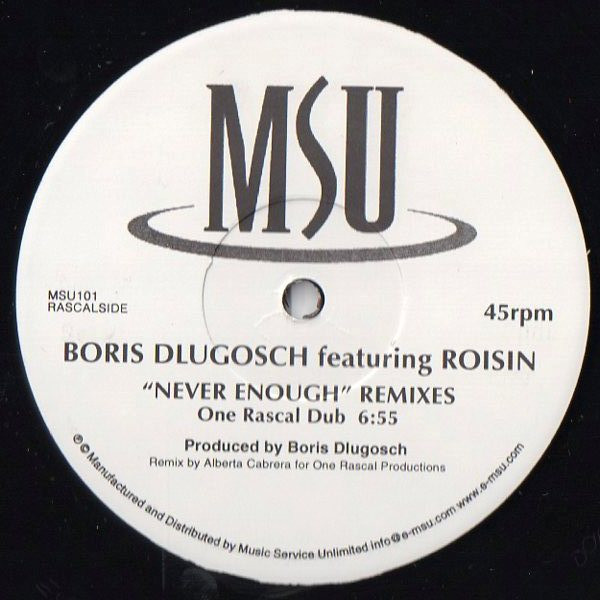 MSU
MSU101
RASCALSIDE
45rpm
BORIS DLUGOSCH featuring ROISIN
“NEVER ENOUGH” REMIXES
One Rascal Dub 6:55
Produced by Boris Dlugosch
Remix by Alberta Cabrera for One Rascal Productions
℗ © Manufactured and Distributed by Music Service Unlimited info@e-msu.com www.e-msu.com